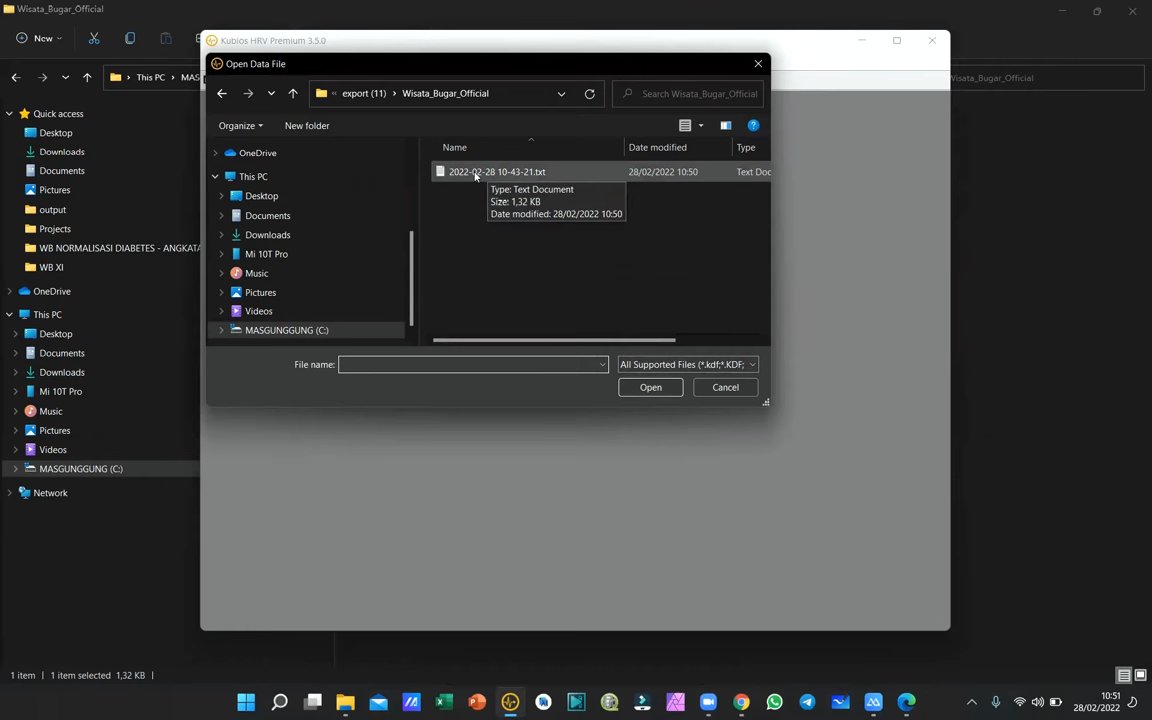 Wisata_Bugar_Official
New
This PC
MAS
Wisata_Bugar_Official
Kubios HRV Premium 3.5.0
Open Data File
export (11)
Wisata_Bugar_Official
Search Wisata_Bugar_Official
Organize
New folder
Quick access
Desktop
Downloads
Documents
Pictures
output
Projects
WB NORMALISASI DIABETES - ANGKATA
WB XI
OneDrive
This PC
Desktop
Documents
Downloads
Mi 10T Pro
Music
Pictures
Videos
MASGUNGGUNG (C:)
Network
OneDrive
This PC
Desktop
Documents
Downloads
Mi 10T Pro
Music
Pictures
Videos
MASGUNGGUNG (C:)
Name
Date modified
Type
2022-02-28 10-43-21.txt
28/02/2022 10:50
Text Doc
Type: Text Document
Size: 1,32 KB
Date modified: 28/02/2022 10:50
File name:
All Supported Files (*.kdf;*.KDF;
Open
Cancel
1 item
1 item selected 1,32 KB
10:51
28/02/2022